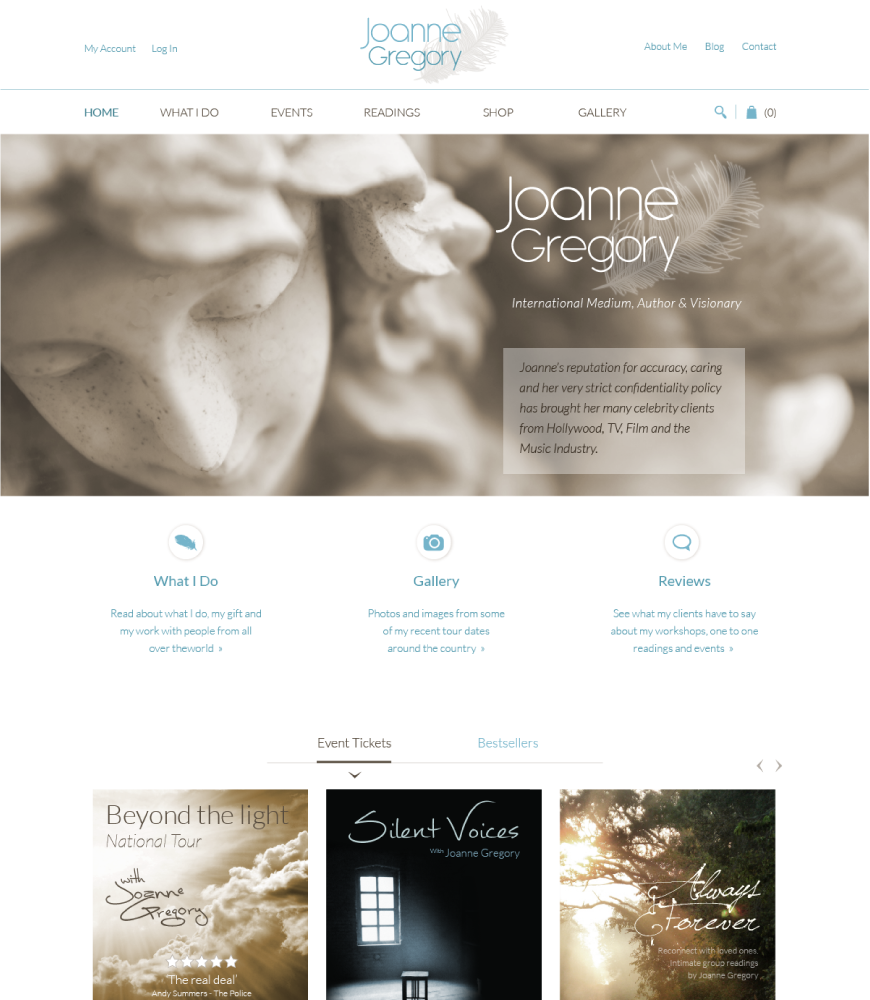 My Account Log In
Joanne
Gregory
About Me Blog Contact
HOME WHAT I DO EVENTS READINGS SHOP GALLERY (0)
Joanne
Gregory
International Medium, Author & Visionary
Joanne's reputation for accuracy, caring
and her very strict confidentiality policy
has brought her many celebrity clients
from Hollywood, TV, Film and the
Music Industry.
What I Do
Read about what I do, my gift and
my work with people from all
over theworld »
Gallery
Photos and images from some
of my recent tour dates
around the country »
Reviews
See what my clients have to say
about my workshops, one to one
readings and events »
Event Tickets Bestsellers
Beyond the light
National Tour
with
Joanne
Gregory
'The real deal'
Andy Summers - The Police
Silent Voices
With Joanne Gregory
Always
Forever
Reconnect with loved ones.
Intimate group readings
by Joanne Gregory